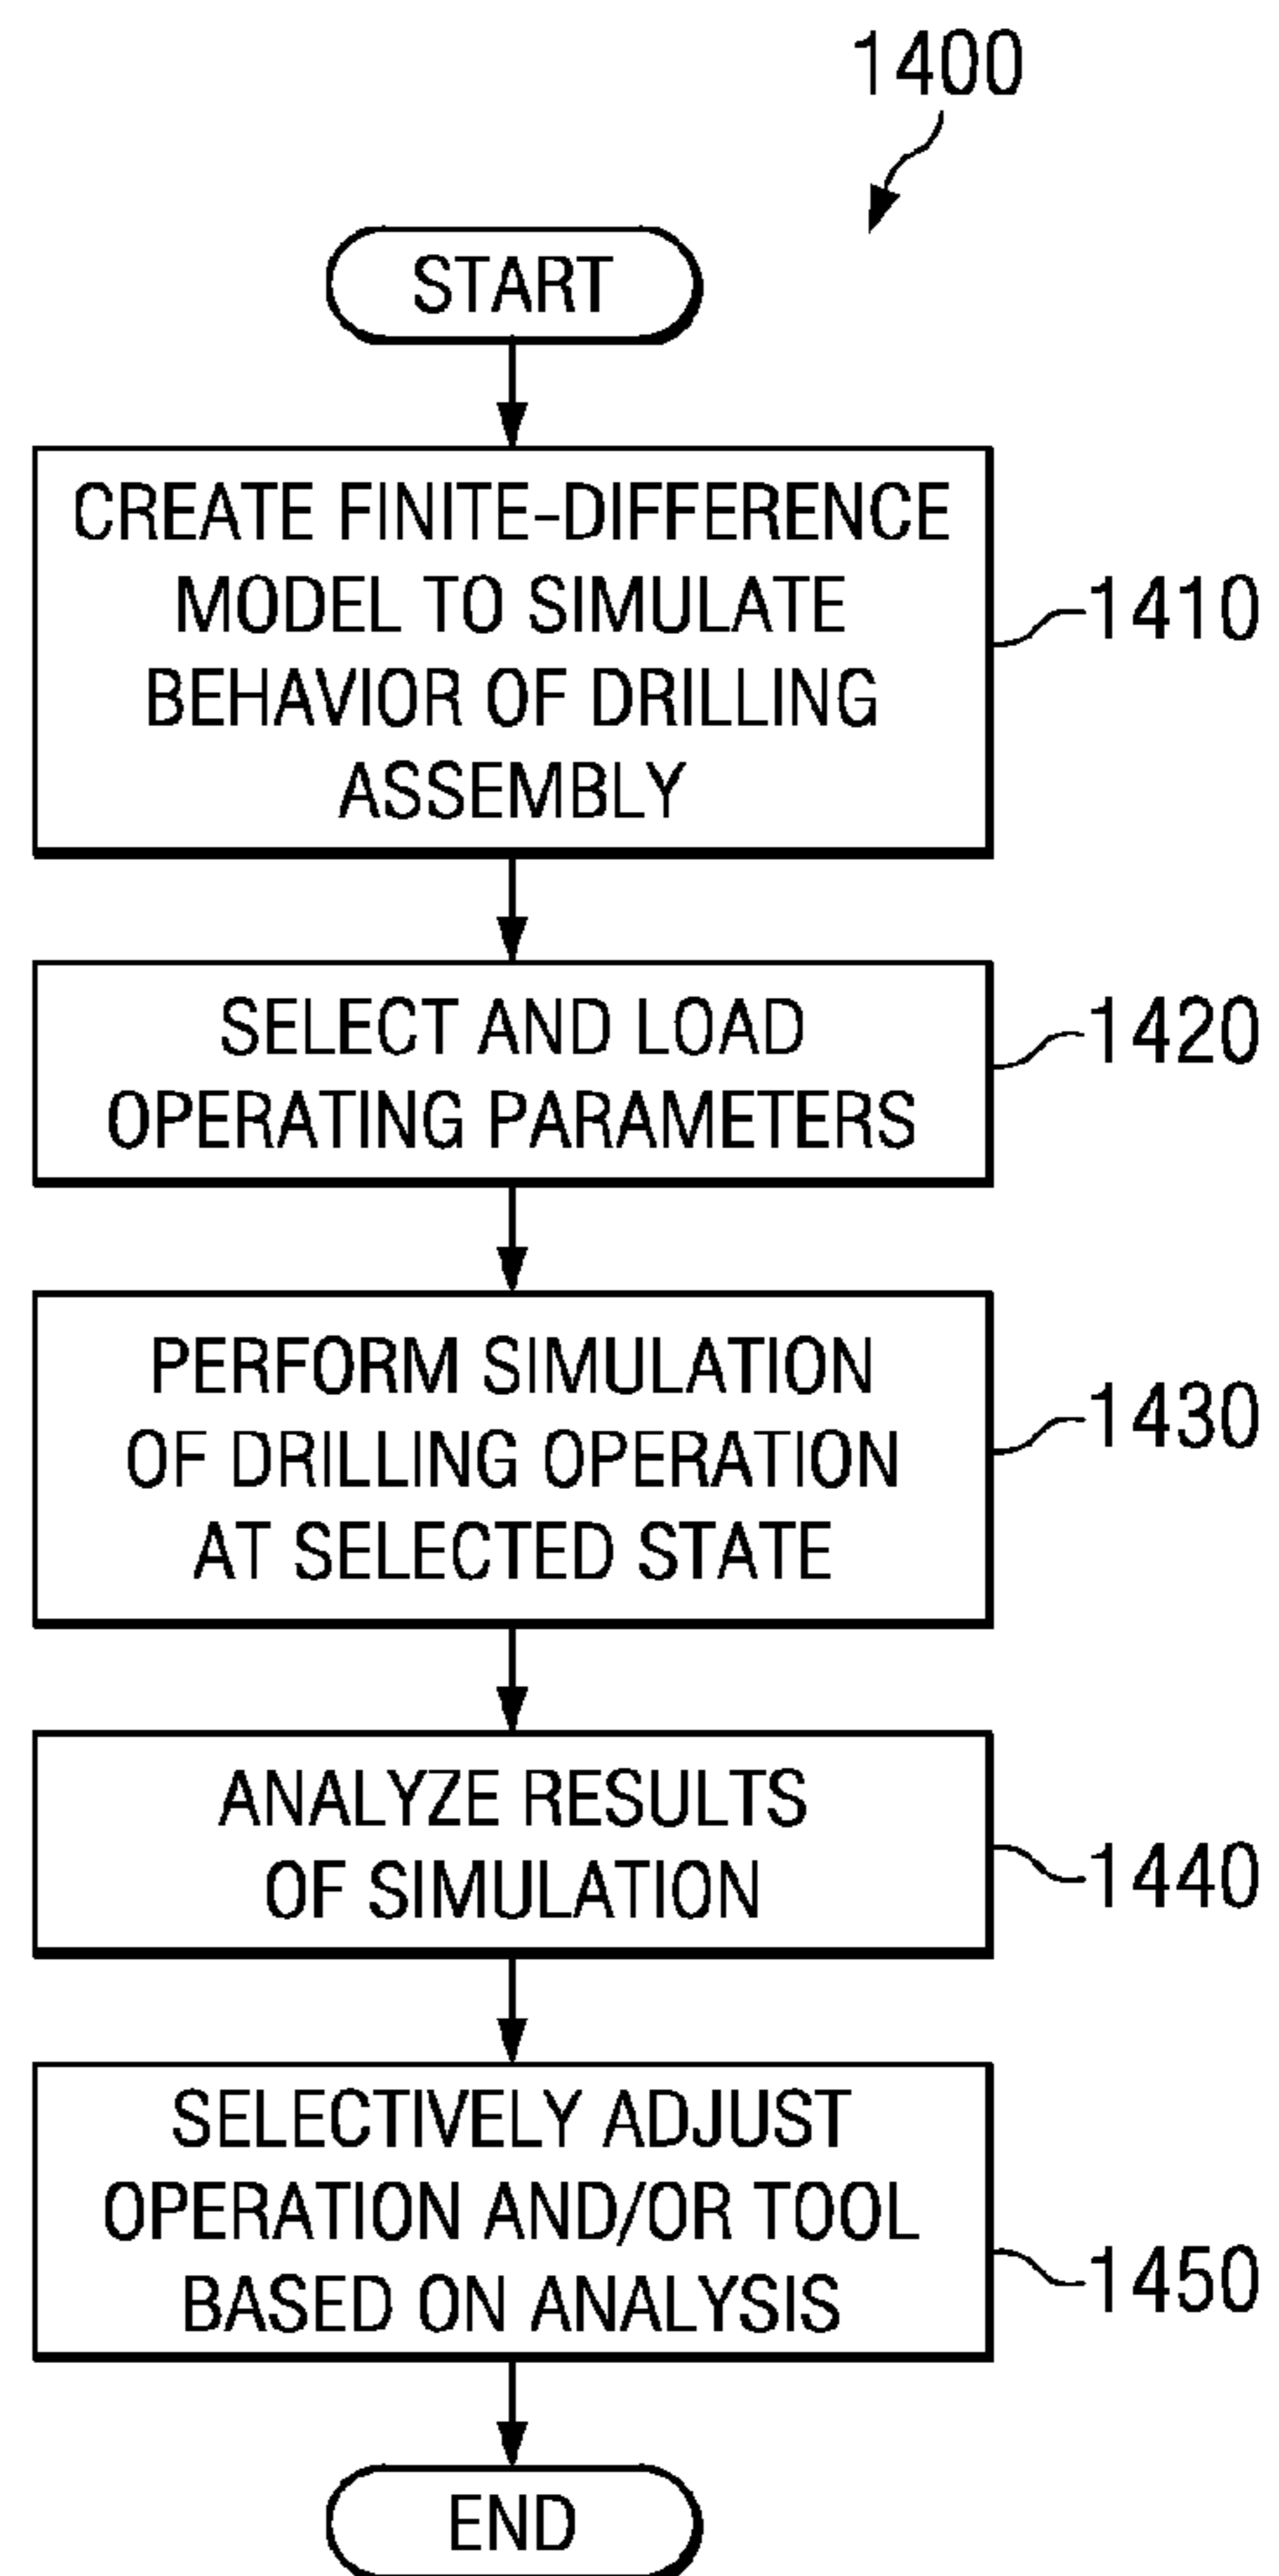 1400
START
CREATE FINITE-DIFFERENCE
MODEL TO SIMULATE
BEHAVIOR OF DRILLING
ASSEMBLY
1410
SELECT AND LOAD
OPERATING PARAMETERS
1420
PERFORM SIMULATION
OF DRILLING OPERATION
AT SELECTED STATE
1430
ANALYZE RESULTS
OF SIMULATION
1440
SELECTIVELY ADJUST
OPERATION AND/OR TOOL
BASED ON ANALYSIS
1450
END